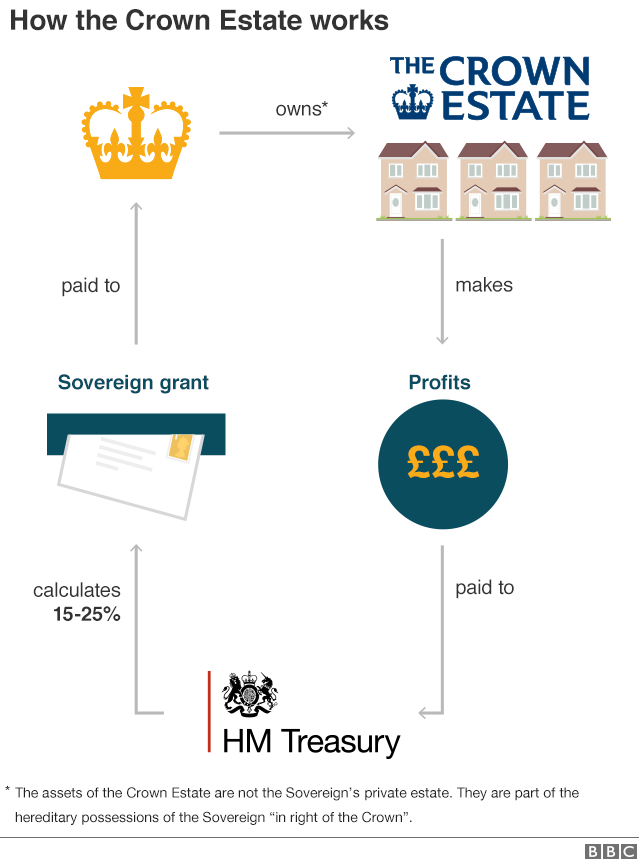 How the Crown Estate works
THE CROWN
ESTATE
owns*
paid to
makes
Sovereign grant
Profits
£££
calculates
15-25%
paid to
HM Treasury
* The assets of the Crown Estate are not the Sovereign’s private estate. They are part of the
hereditary possessions of the Sovereign “in right of the Crown”.
BBC